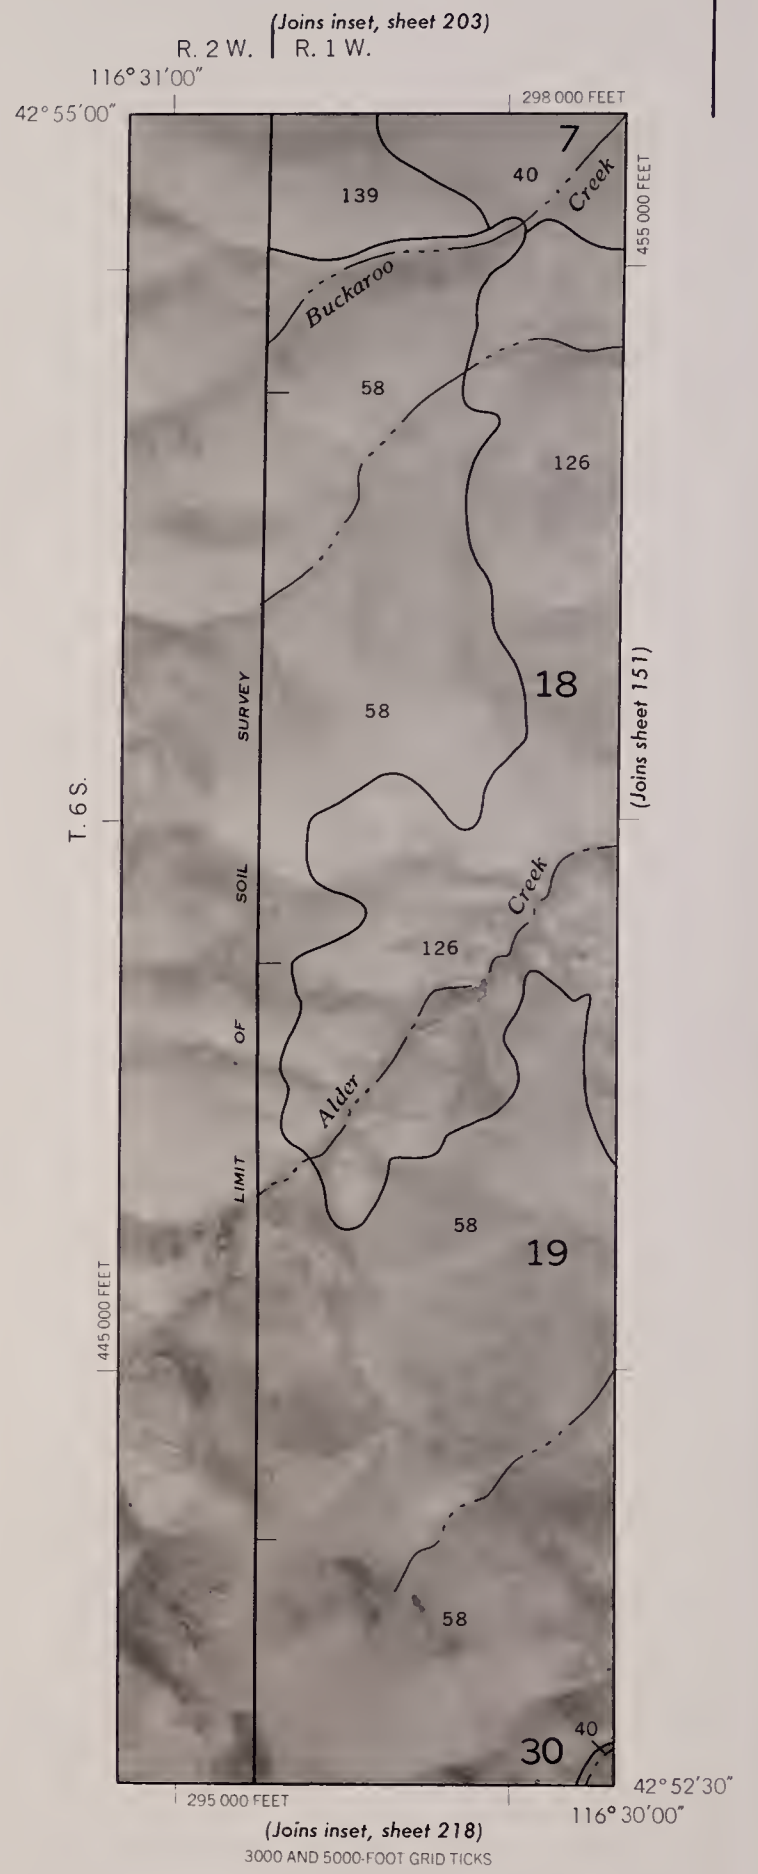 (Joins inset, sheet 203)
R. 2 W. | R. 1 W.
116°31'00"
298 000 FEET
42°55'00"
7
40
Creek
139
455 000 FEET
Buckaroo
58
126
18
58
SURVEY
(Joins sheet 151)
T. 6 S.
SOIL
Creek
126
OF
Alder
LIMIT
58
19
445 000 FEET
58
40
30
42°52'30"
295 000 FEET
116°30'00"
(Joins inset, sheet 218)
3000 AND 5000-FOOT GRID TICKS